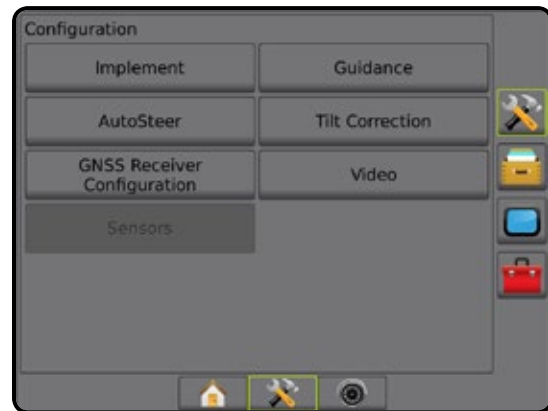 Configuration
Implement
Guidance
AutoSteer
Tilt Correction
GNSS Receiver
Configuration
Video
Sensors